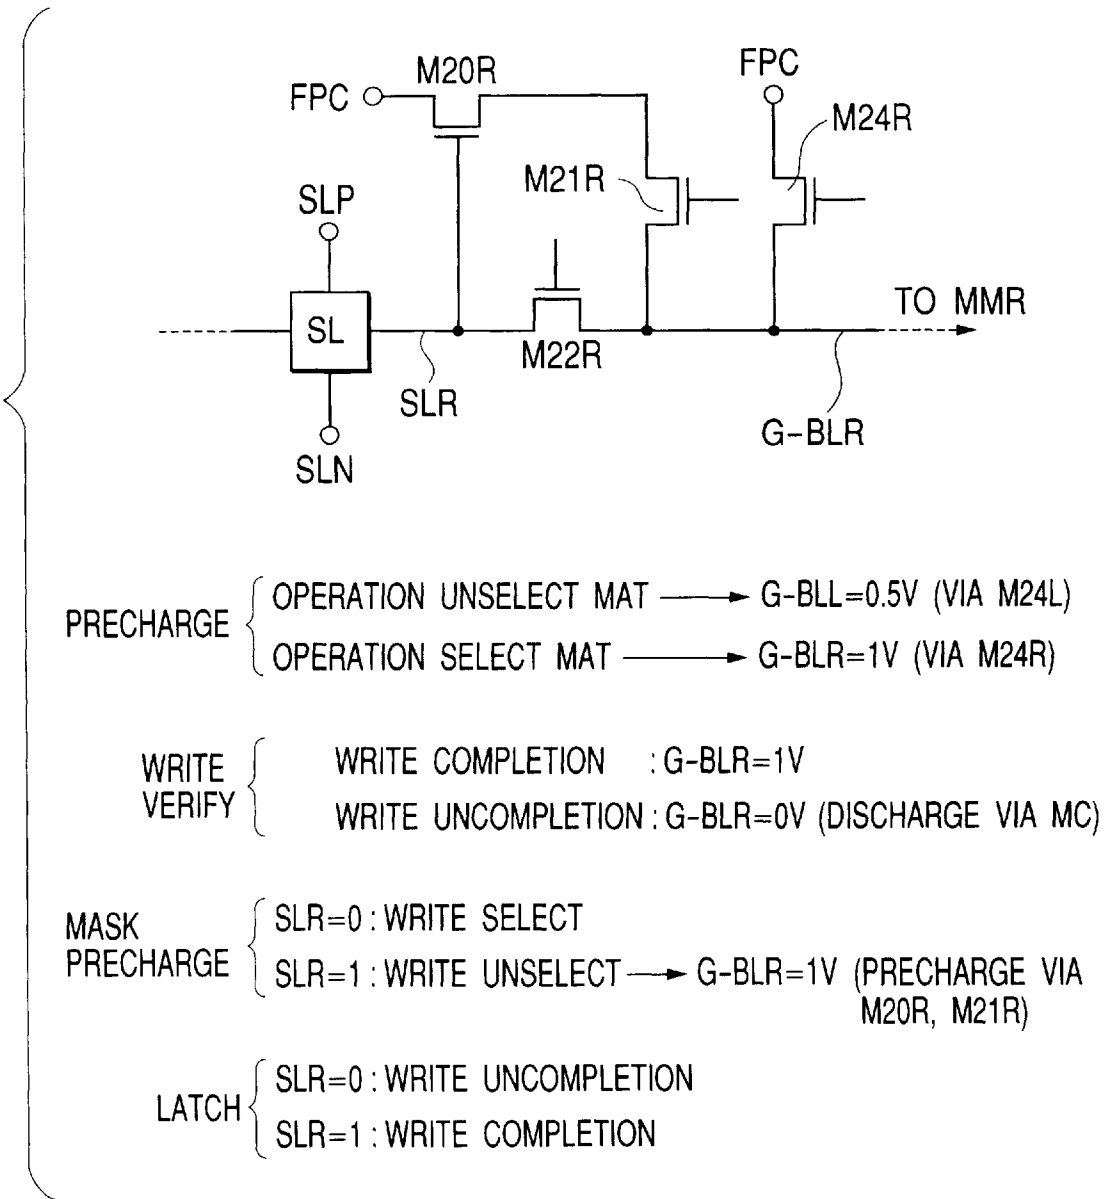 FPC
M20R
FPC
M24R
M21R
SLP
SL
M22R
TO MMR
SLR
G-BLR
SLN
PRECHARGE
OPERATION UNSELECT MAT G-BLL=0.5V (VIA M24L)
OPERATION SELECT MAT G-BLR=1V (VIA M24R)
WRITE
VERIFY
WRITE COMPLETION : G-BLR=1V
WRITE UNCOMPLETION : G-BLR=0V (DISCHARGE VIA MC)
MASK
PRECHARGE
SLR=0 : WRITE SELECT
SLR=1 : WRITE UNSELECT G-BLR=1V (PRECHARGE VIA
M20R, M21R)
LATCH
SLR=0 : WRITE UNCOMPLETION
SLR=1 : WRITE COMPLETION